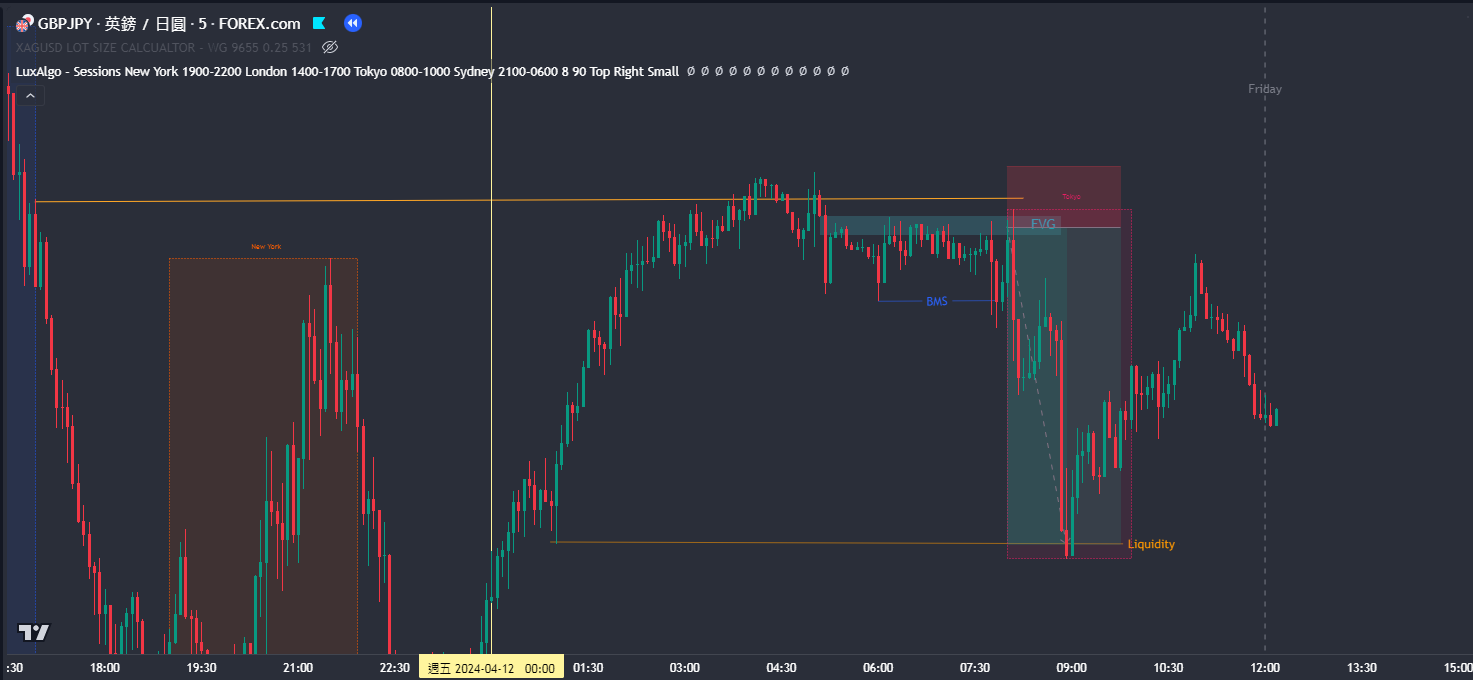 GBPJPY · 英鎊 / 日圓 · 5 · FOREX.com
XAGUSD LOT SIZE CALCUALTOR - WG 9655 0.25 531
LuxAlgo - Sessions New York 1900-2200 London 1400-1700 Tokyo 0800-1000 Sydney 2100-0600 8 90 Top Right Small Ø Ø Ø Ø Ø Ø Ø Ø Ø Ø Ø Ø
Friday
Tokyo
FVG
New York
BMS
Liquidity
:30 18:00 19:30 21:00 22:30 週五 2024-04-12 00:00 01:30 03:00 04:30 06:00 07:30 09:00 10:30 12:00 13:30 15:00